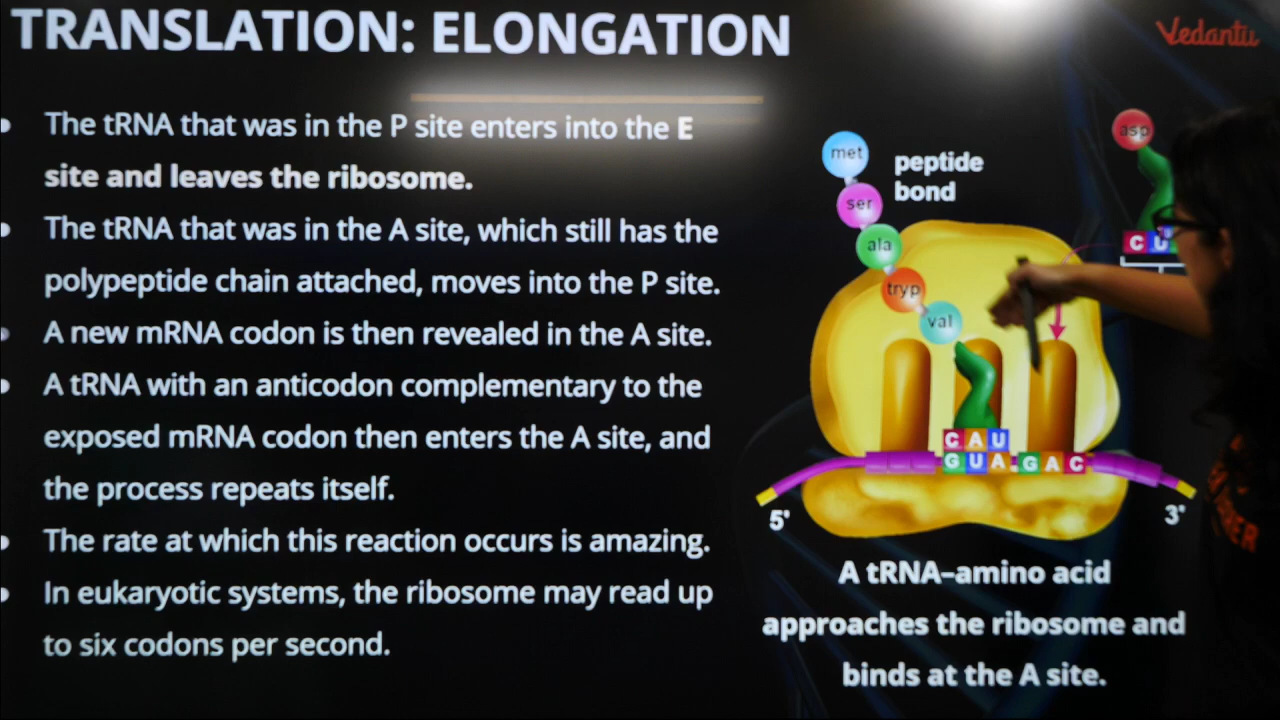 TRANSLATION: ELONGATION
Vedantu
The tRNA that was in the P site enters into the E
site and leaves the ribosome.
The tRNA that was in the A site, which still has the
polypeptide chain attached, moves into the P site.
A new mRNA codon is then revealed in the A site.
A tRNA with an anticodon complementary to the
exposed mRNA codon then enters the A site, and
the process repeats itself.
The rate at which this reaction occurs is amazing.
In eukaryotic systems, the ribosome may read up
to six codons per second.
asp
met
peptide
bond
ser
ala
CU
tryp
val
CAU
GUA GAC
5'
3'
A tRNA–amino acid
approaches the ribosome and
binds at the A site.